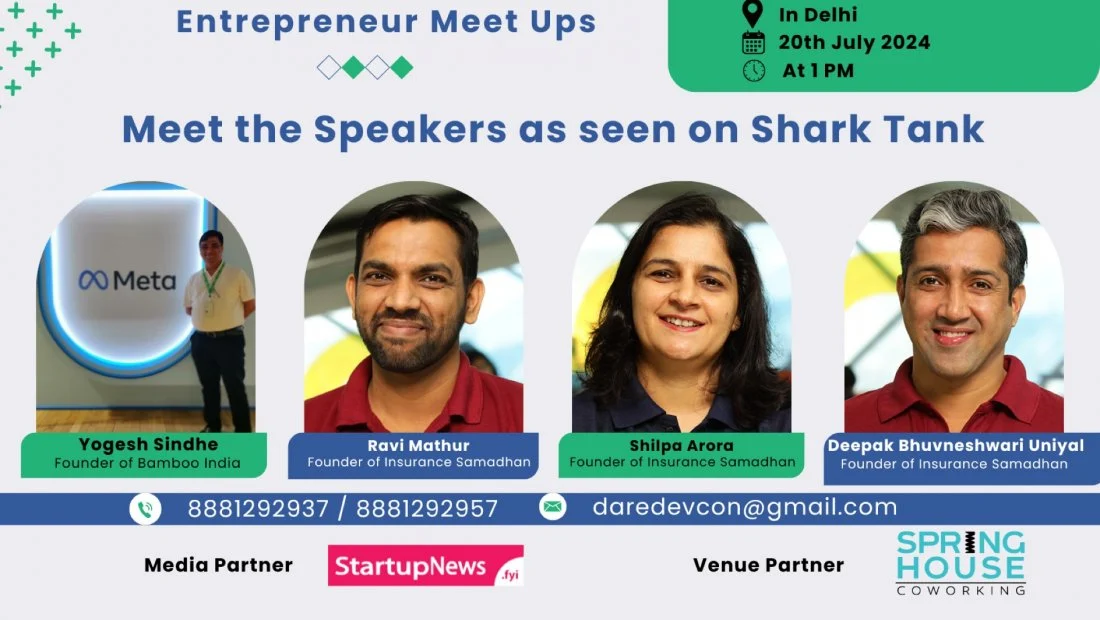 Entrepreneur Meet Ups
In Delhi
20th July 2024
At 1 PM
Meet the Speakers as seen on Shark Tank
Meta
Yogesh Sindhe
Founder of Bamboo India
Ravi Mathur
Founder of Insurance Samadhan
Shilpa Arora
Founder of Insurance Samadhan
Deepak Bhuvneshwari Uniyal
Founder of Insurance Samadhan
8881292937 / 8881292957
daredevcon@gmail.com
Media Partner
StartupNews
.fyi
Venue Partner
SPRING
HOUSE
COWORKING